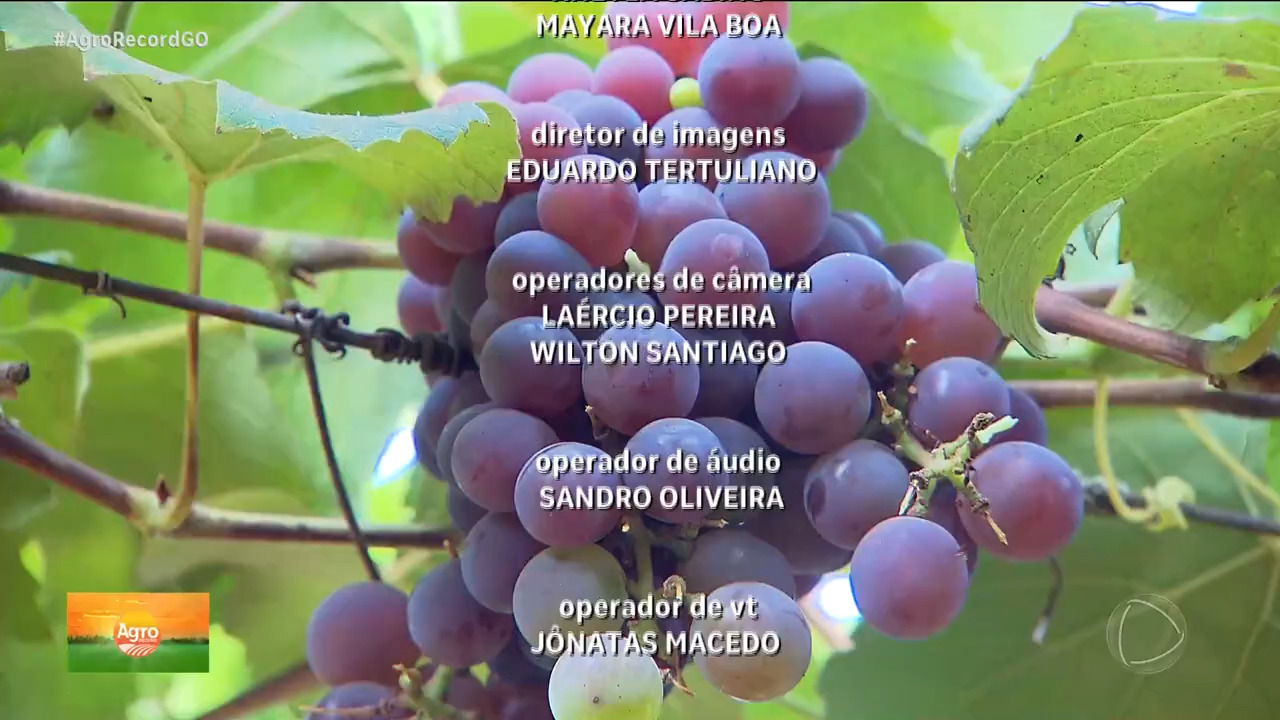 MAYARA VILA BOA
#AgroRecordGO
diretor de imagens
EDUARDO TERTULIANO
operadores de câmera
LAÉRCIO PEREIRA
WILTON SANTIAGO
operador de áudio
SANDRO OLIVEIRA
operador de vt
JÔNATAS MACEDO
Agro